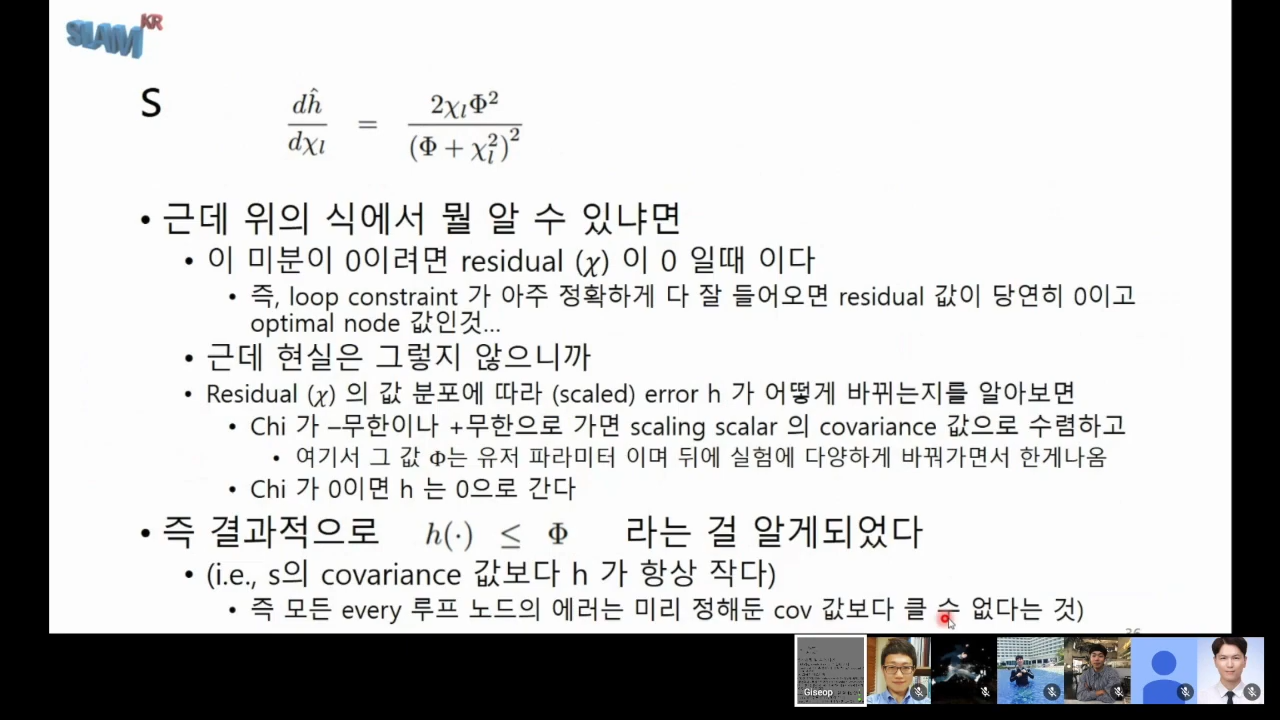 SLAM KR
S
dĥ/dχₗ = 2χₗΦ²/(Φ + χₗ²)²
• 근데 위의 식에서 뭘 알 수 있냐면
• 이 미분이 0이려면 residual (χ) 이 0 일때 이다
• 즉, loop constraint 가 아주 정확하게 다 잘 들어오면 residual 값이 당연히 0이고
optimal node 값인것...
• 근데 현실은 그렇지 않으니까
• Residual (χ) 의 값 분포에 따라 (scaled) error h 가 어떻게 바뀌는지를 알아보면
• Chi 가 –무한이나 +무한으로 가면 scaling scalar 의 covariance 값으로 수렴하고
• 여기서 그 값 Φ는 유저 파라미터 이며 뒤에 실험에 다양하게 바꿔가면서 한게나옴
• Chi 가 0이면 h 는 0으로 간다
• 즉 결과적으로 h(·) ≤ Φ 라는 걸 알게되었다
• (i.e., s의 covariance 값보다 h 가 항상 작다)
• 즉 모든 every 루프 노드의 에러는 미리 정해둔 cov 값보다 클 수 없다는 것)
Giseop